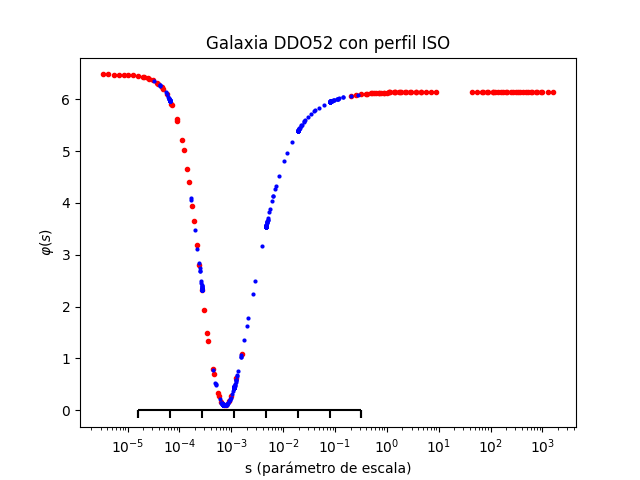 Galaxia DDO52 con perfil ISO
φ(s)
6
5
4
3
2
1
0
10⁻⁵ 10⁻⁴ 10⁻³ 10⁻² 10⁻¹ 10⁰ 10¹ 10² 10³
s (parámetro de escala)